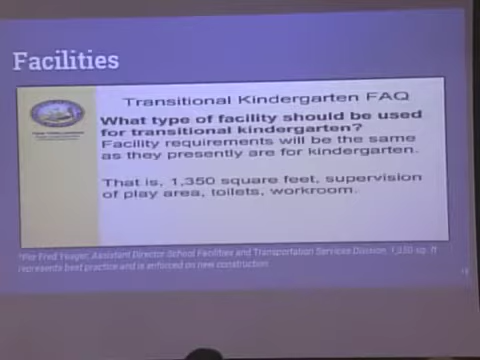 Facilities
Transitional Kindergarten FAQ
What type of facility should be used
for transitional kindergarten?
Facility requirements will be the same
as they presently are for kindergarten.
That is, 1,350 square feet, supervision
of play area, toilets, workroom.
*Per Fred Yeager, Assistant Director School Facilities and Transportation Services Division, 1,350 sq. ft
represents best practice and is enforced on new construction